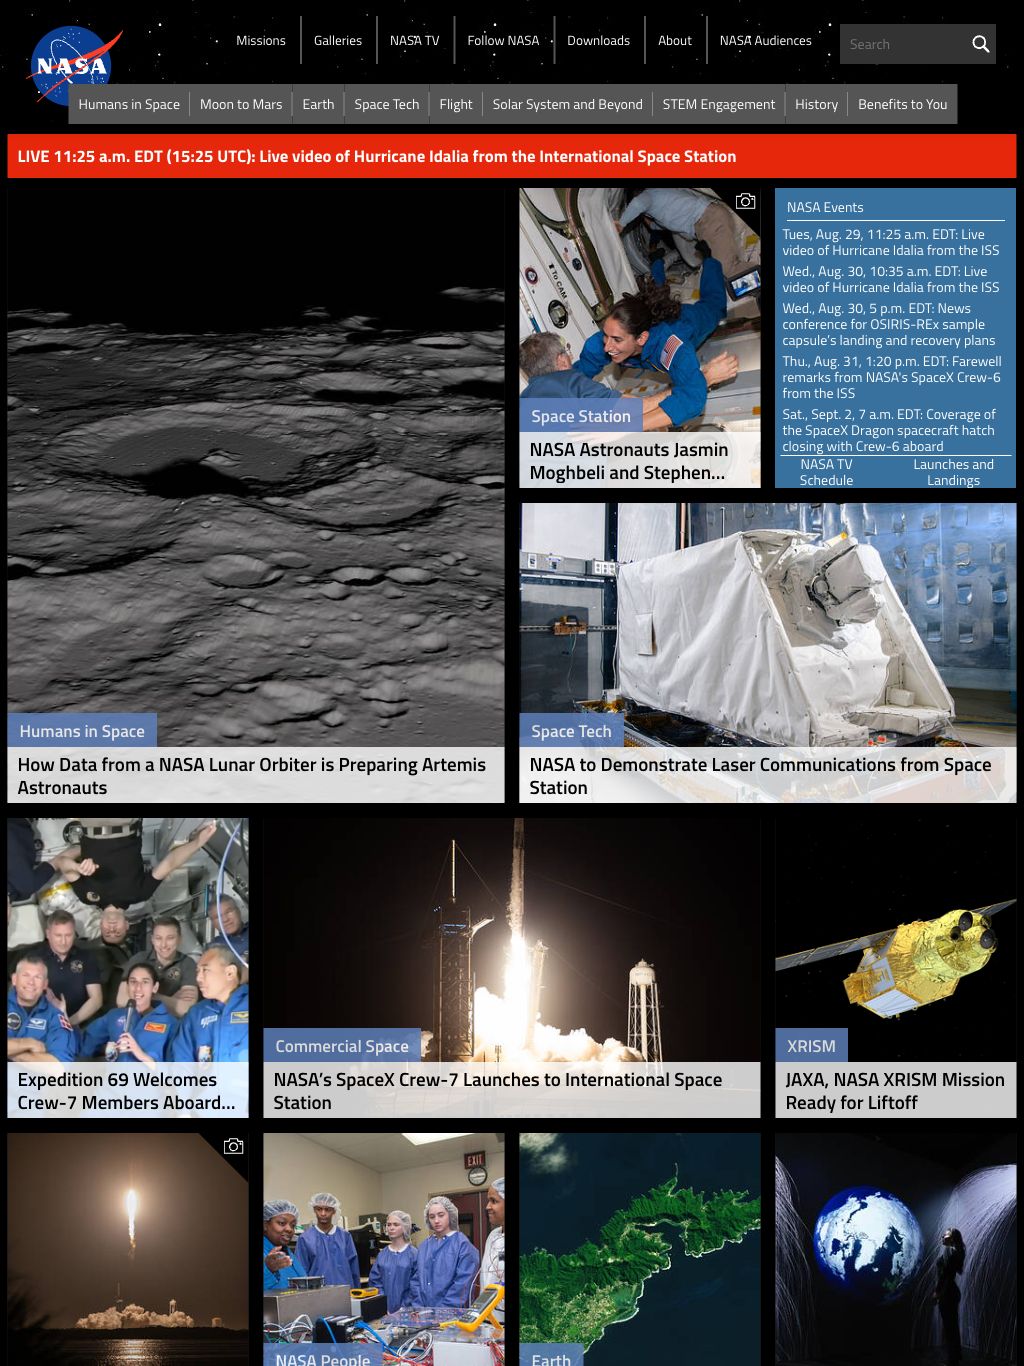 Missions
Galleries
NASA TV
Follow NASA
Downloads
About
NASA Audiences
Search
NASA
Humans in Space
Moon to Mars
Earth
Space Tech
Flight
Solar System and Beyond
STEM Engagement
History
Benefits to You
LIVE 11:25 a.m. EDT (15:25 UTC): Live video of Hurricane Idalia from the International Space Station
To CAM
Space Station
NASA Astronauts Jasmin
Moghbeli and Stephen...
NASA Events
Tues, Aug. 29, 11:25 a.m. EDT: Live
video of Hurricane Idalia from the ISS
Wed., Aug. 30, 10:35 a.m. EDT: Live
video of Hurricane Idalia from the ISS
Wed., Aug. 30, 5 p.m. EDT: News
conference for OSIRIS-REx sample
capsule's landing and recovery plans
Thu., Aug. 31, 1:20 p.m. EDT: Farewell
remarks from NASA's SpaceX Crew-6
from the ISS
Sat., Sept. 2, 7 a.m. EDT: Coverage of
the SpaceX Dragon spacecraft hatch
closing with Crew-6 aboard
NASA TV
Schedule
Launches and
Landings
Humans in Space
How Data from a NASA Lunar Orbiter is Preparing Artemis
Astronauts
Space Tech
NASA to Demonstrate Laser Communications from Space
Station
Expedition 69 Welcomes
Crew-7 Members Aboard...
Commercial Space
NASA's SpaceX Crew-7 Launches to International Space
Station
XRISM
JAXA, NASA XRISM Mission
Ready for Liftoff
EXIT
NASA People
Earth